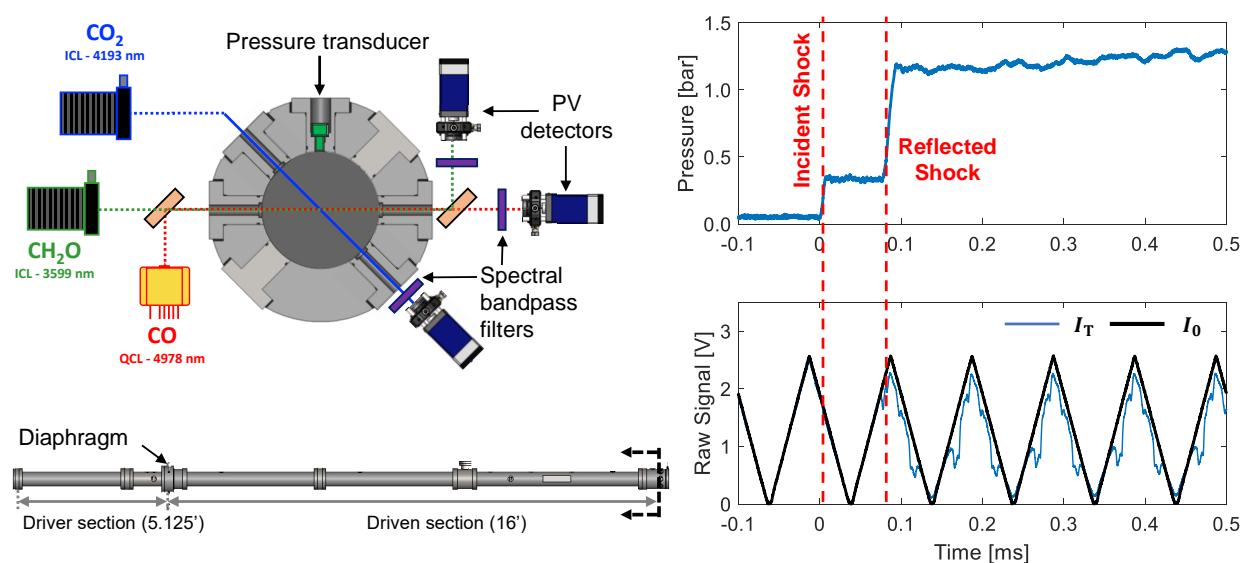 CO2
ICL - 4193 nm
Pressure transducer
PV
detectors
CH2O
ICL - 3599 nm
CO
QCL - 4978 nm
Spectral
bandpass
filters
Diaphragm
Driver section (5.125')
Driven section (16')
Pressure [bar]
1.5
1.0
0.5
0.0
Incident Shock
Reflected
Shock
-0.1
0
0.1
0.2
0.3
0.4
0.5
Raw Signal [V]
3
2
1
0
IT
I0
-0.1
0
0.1
0.2
0.3
0.4
0.5
Time [ms]